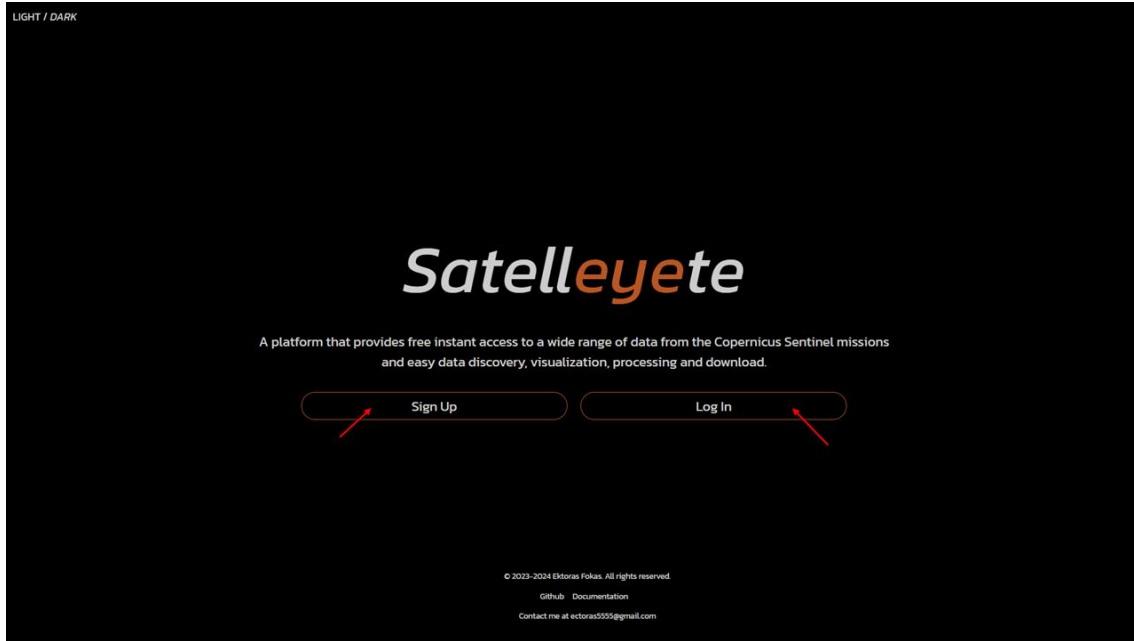 LIGHT / DARK
Satelleyete
A platform that provides free instant access to a wide range of data from the Copernicus Sentinel missions
and easy data discovery, visualization, processing and download.
Sign Up
Log In
© 2023-2024 Ektoras Fokas. All rights reserved.
Github Documentation
Contact me at ectoras5555@gmail.com